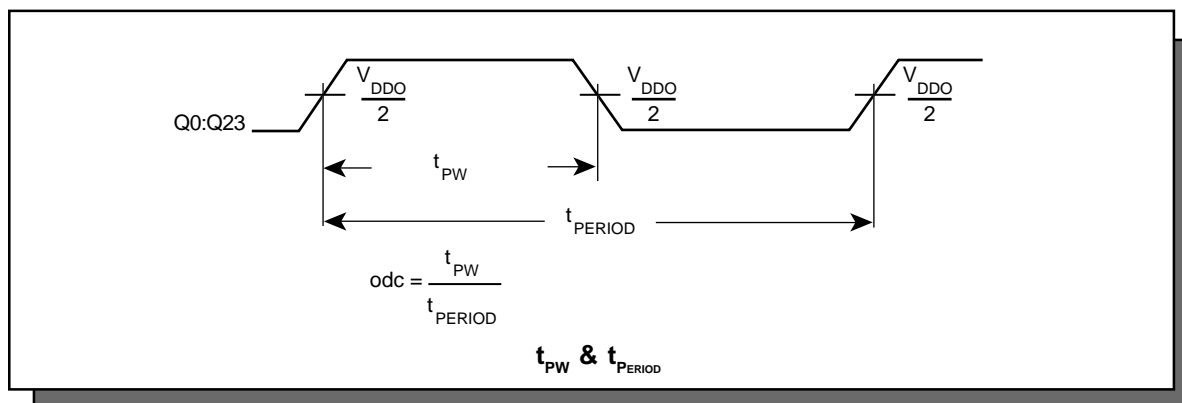 V DDO 2
V DDO 2
V DDO 2
Q0:Q23
t PW
t PERIOD
odc = t PW
t PERIOD
t PW & t PERIOD